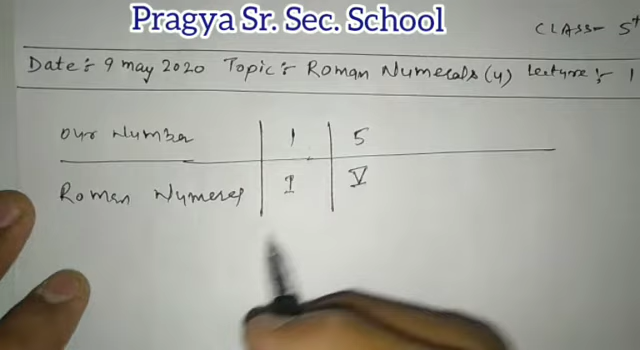 Pragya Sr. Sec. School
CLASS- 5
Date:- 9 may 2020 Topic:- Roman Numerals (4) Lecture:- 1
our Number 1 5
Roman Numeral I V